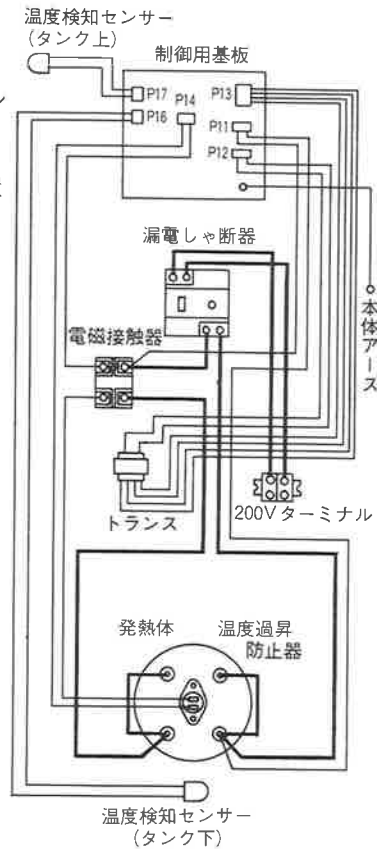 温度検知センサー
(タンク上)
制御用基板
P17
P14
P13
P16
P11
P12
漏電しゃ断器
本体アース
電磁接触器
トランス
200Vターミナル
発熱体
温度過昇
防止器
温度検知センサー
(タンク下)